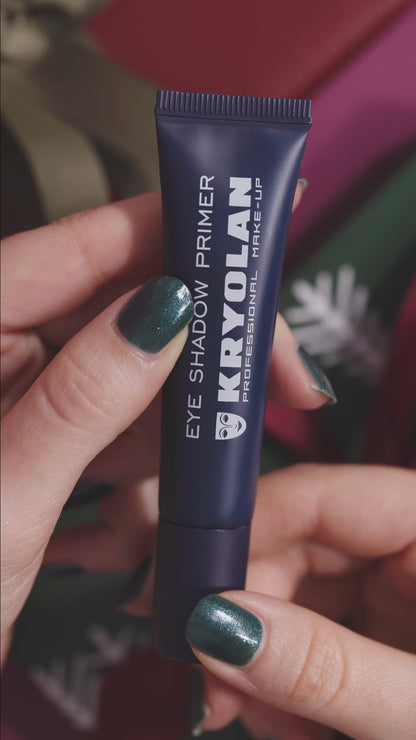 EYE SHADOW PRIMER
KRYOLAN
PROFESSIONAL MAKE-UP